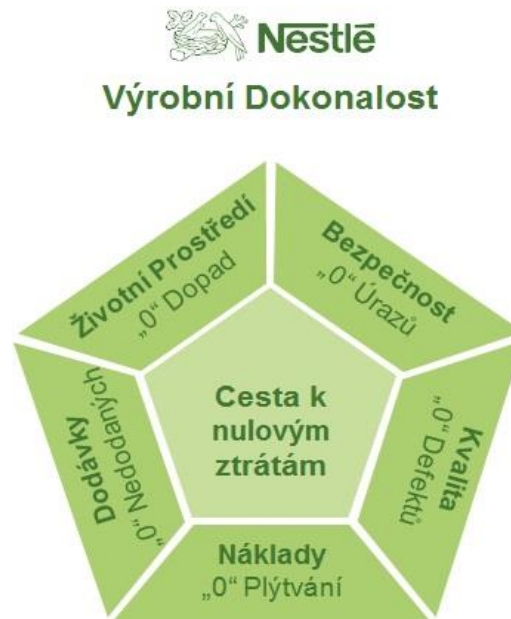 Nestlé
Výrobní Dokonalost
Životní Prostředí
„0“ Dopad
Bezpečnost
„0“ Úrazů
Kvalita
„0“ Defektů
Náklady
„0“ Plýtvání
Dodávky
„0“ Nedodaných
Cesta k
nulovým
ztrátám